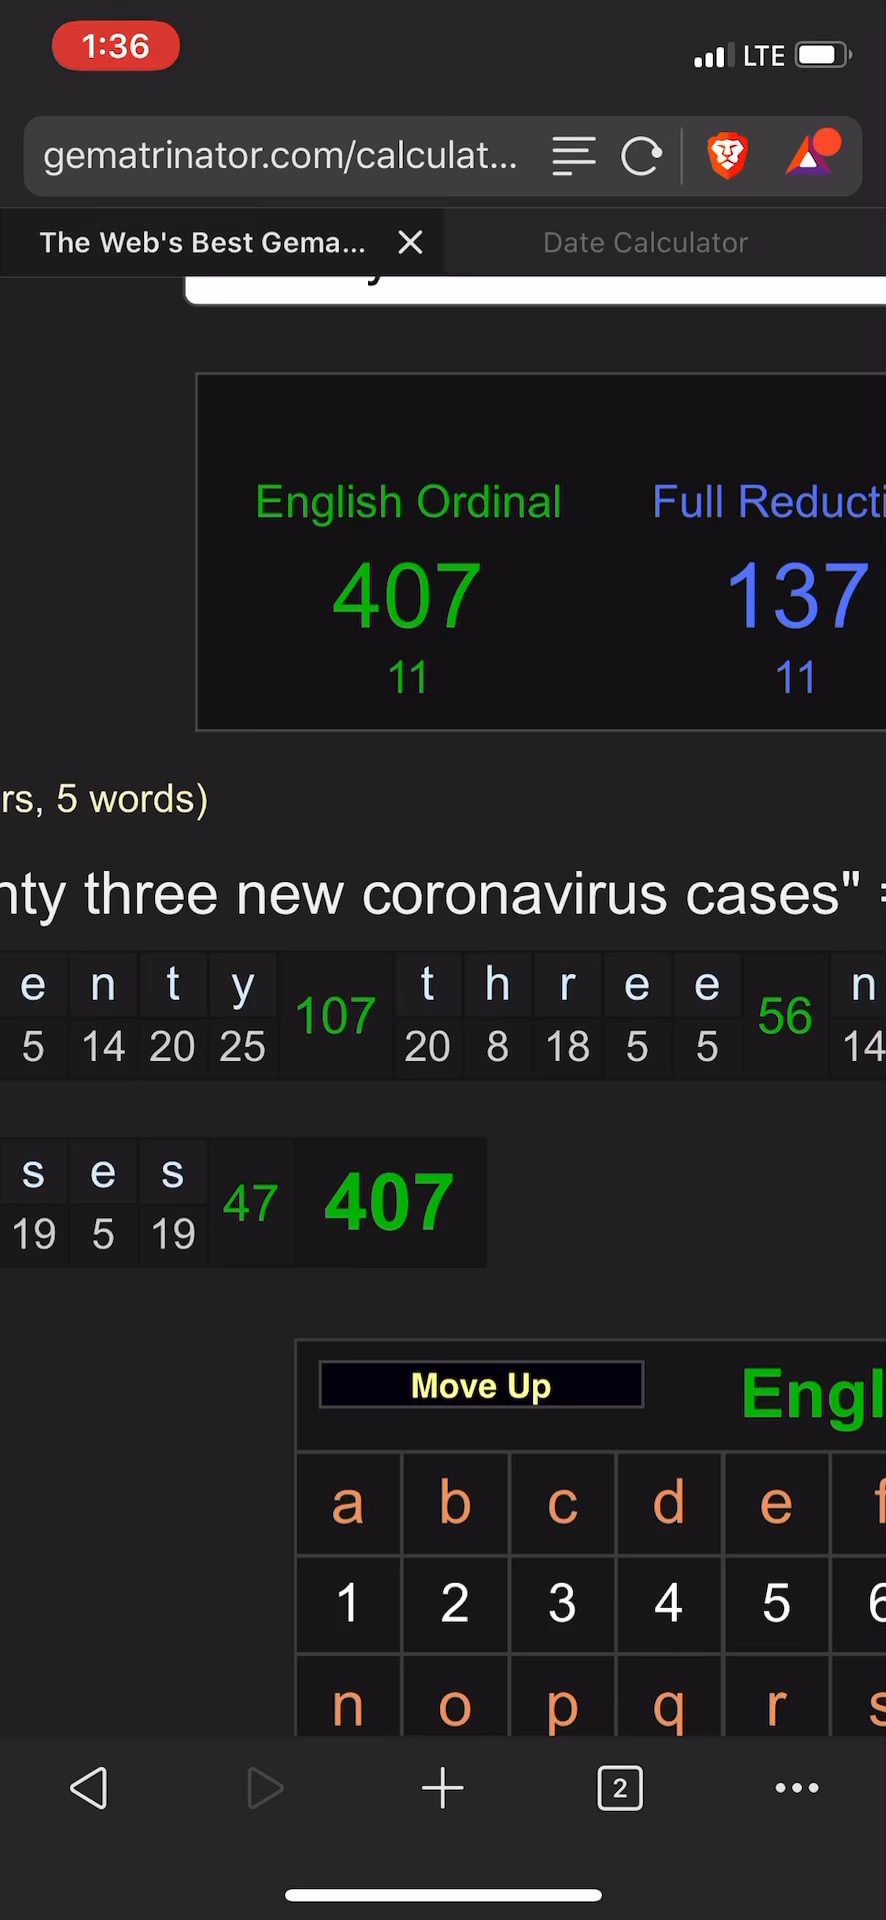 1:36
LTE
gematrinator.com/calculat...
The Web's Best Gema...
Date Calculator
English Ordinal
Full Reducti
407
137
11
11
rs, 5 words)
nty three new coronavirus cases" =
e n t y 107 t h r e e 56 n
5 14 20 25 20 8 18 5 5 14
s e s 47 407
19 5 19
Move Up
Engl
a b c d e f
1 2 3 4 5 6
n o p q r s
2